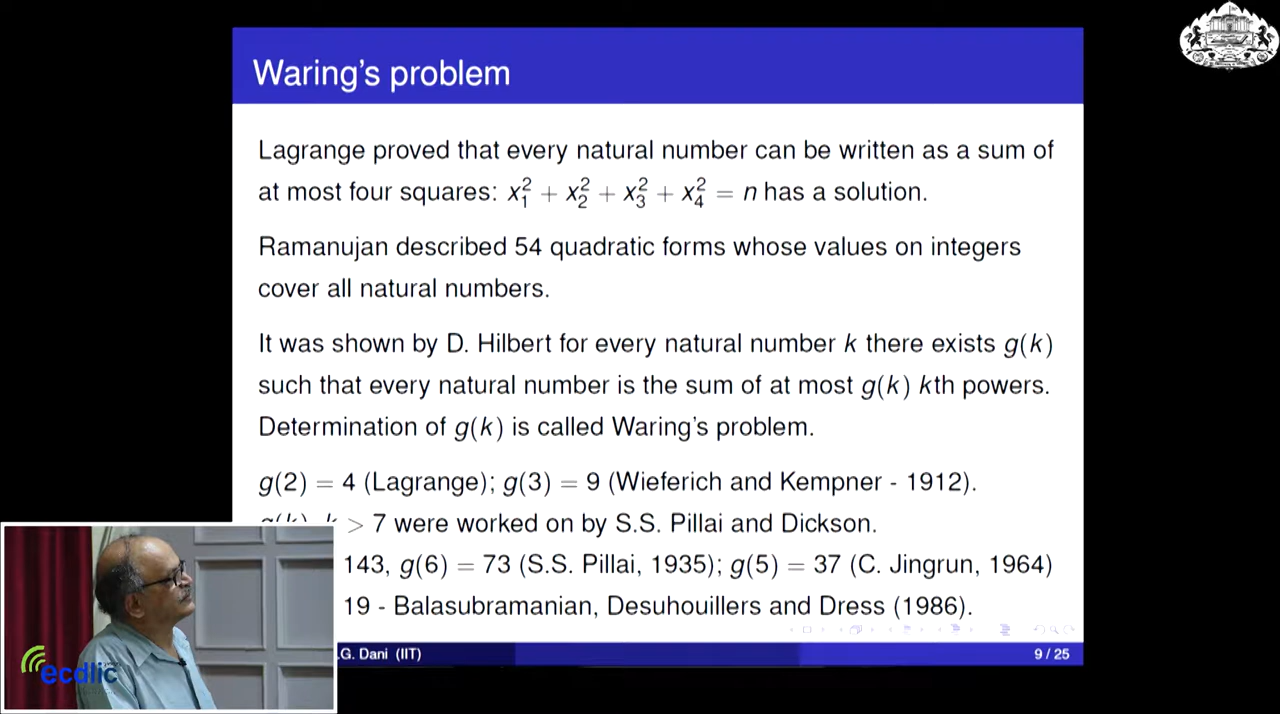 Waring's problem
Lagrange proved that every natural number can be written as a sum of
at most four squares: x₁² + x₂² + x₃² + x₄² = n has a solution.
Ramanujan described 54 quadratic forms whose values on integers
cover all natural numbers.
It was shown by D. Hilbert for every natural number k there exists g(k)
such that every natural number is the sum of at most g(k) kth powers.
Determination of g(k) is called Waring's problem.
g(2) = 4 (Lagrange); g(3) = 9 (Wieferich and Kempner - 1912).
g(k), k > 7 were worked on by S.S. Pillai and Dickson.
143, g(6) = 73 (S.S. Pillai, 1935); g(5) = 37 (C. Jingrun, 1964)
19 - Balasubramanian, Desuhouillers and Dress (1986).
.G. Dani (IIT)
9 / 25
ecdlic